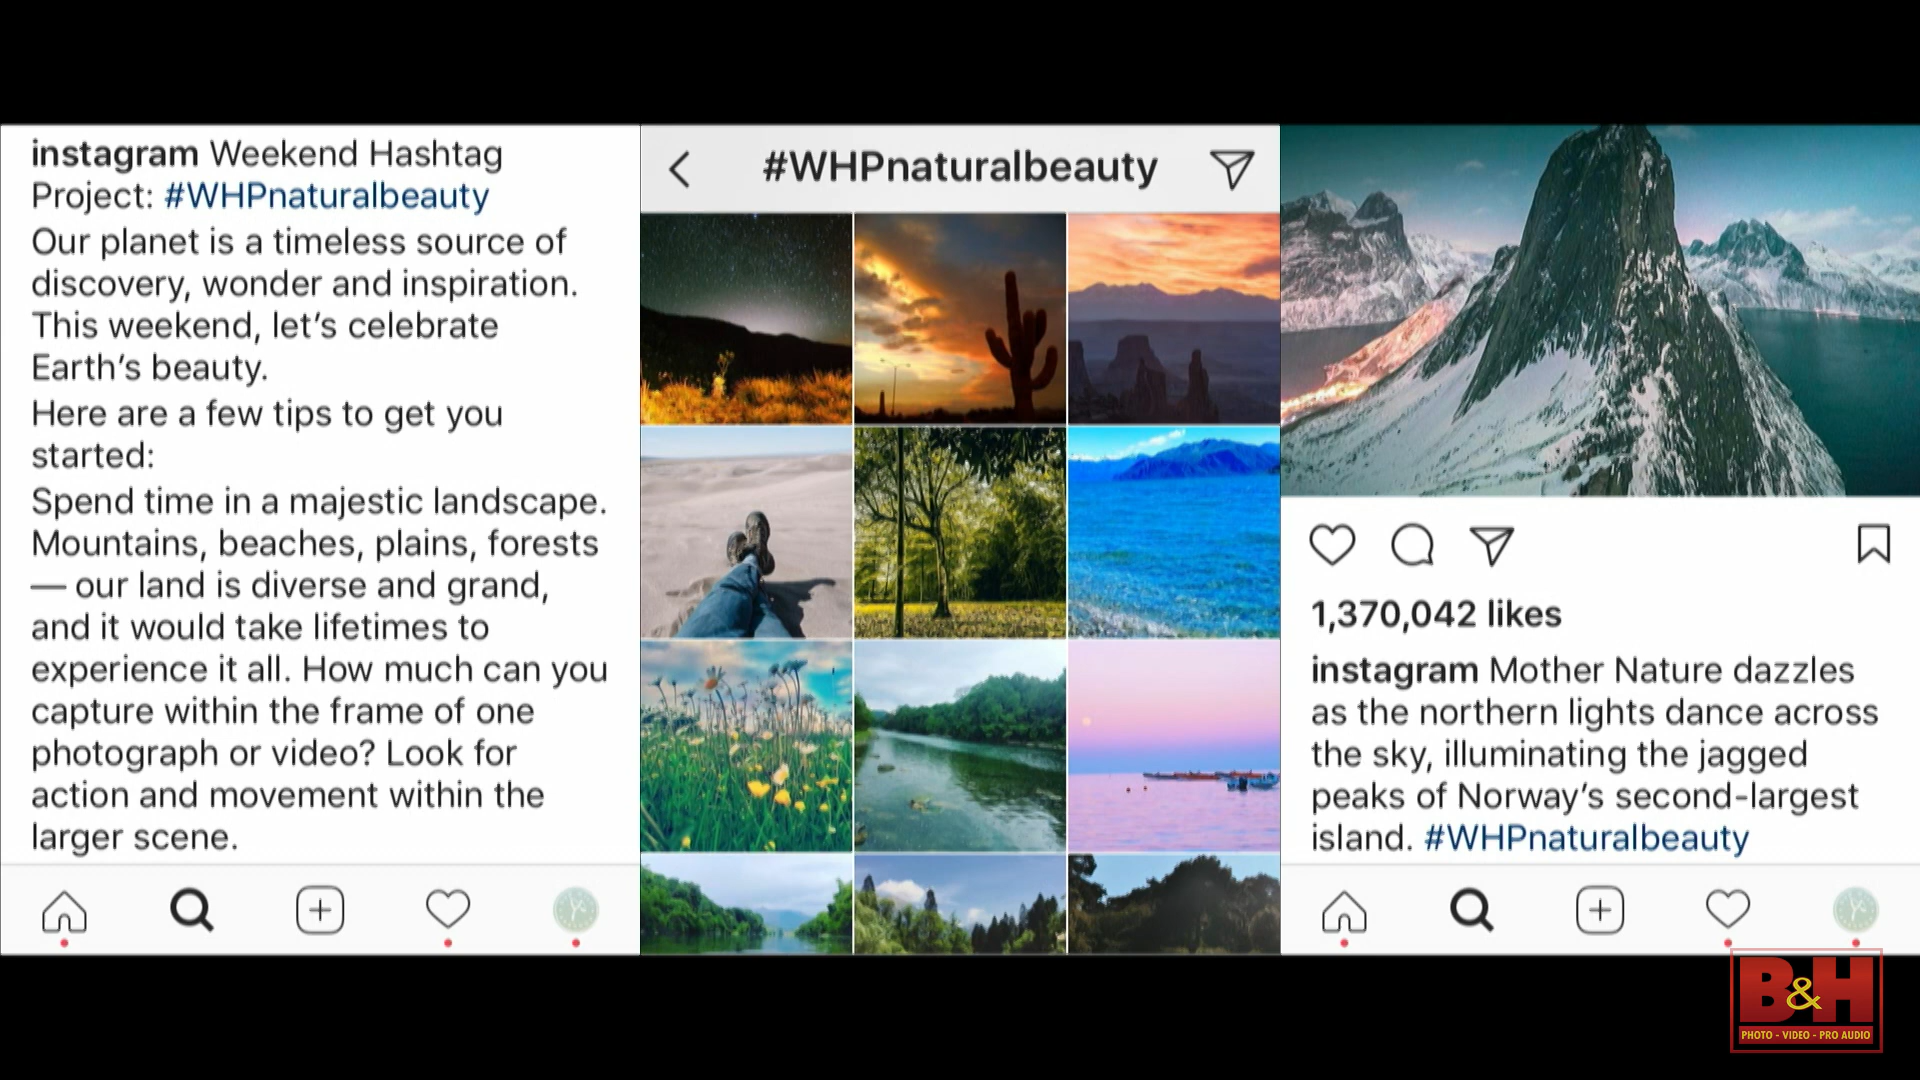 instagram Weekend Hashtag
Project: #WHPnaturalbeauty
Our planet is a timeless source of
discovery, wonder and inspiration.
This weekend, let’s celebrate
Earth’s beauty.
Here are a few tips to get you
started:
Spend time in a majestic landscape.
Mountains, beaches, plains, forests
— our land is diverse and grand,
and it would take lifetimes to
experience it all. How much can you
capture within the frame of one
photograph or video? Look for
action and movement within the
larger scene.
#WHPnaturalbeauty
1,370,042 likes
instagram Mother Nature dazzles
as the northern lights dance across
the sky, illuminating the jagged
peaks of Norway’s second-largest
island. #WHPnaturalbeauty
B&H
PHOTO - VIDEO - PRO AUDIO